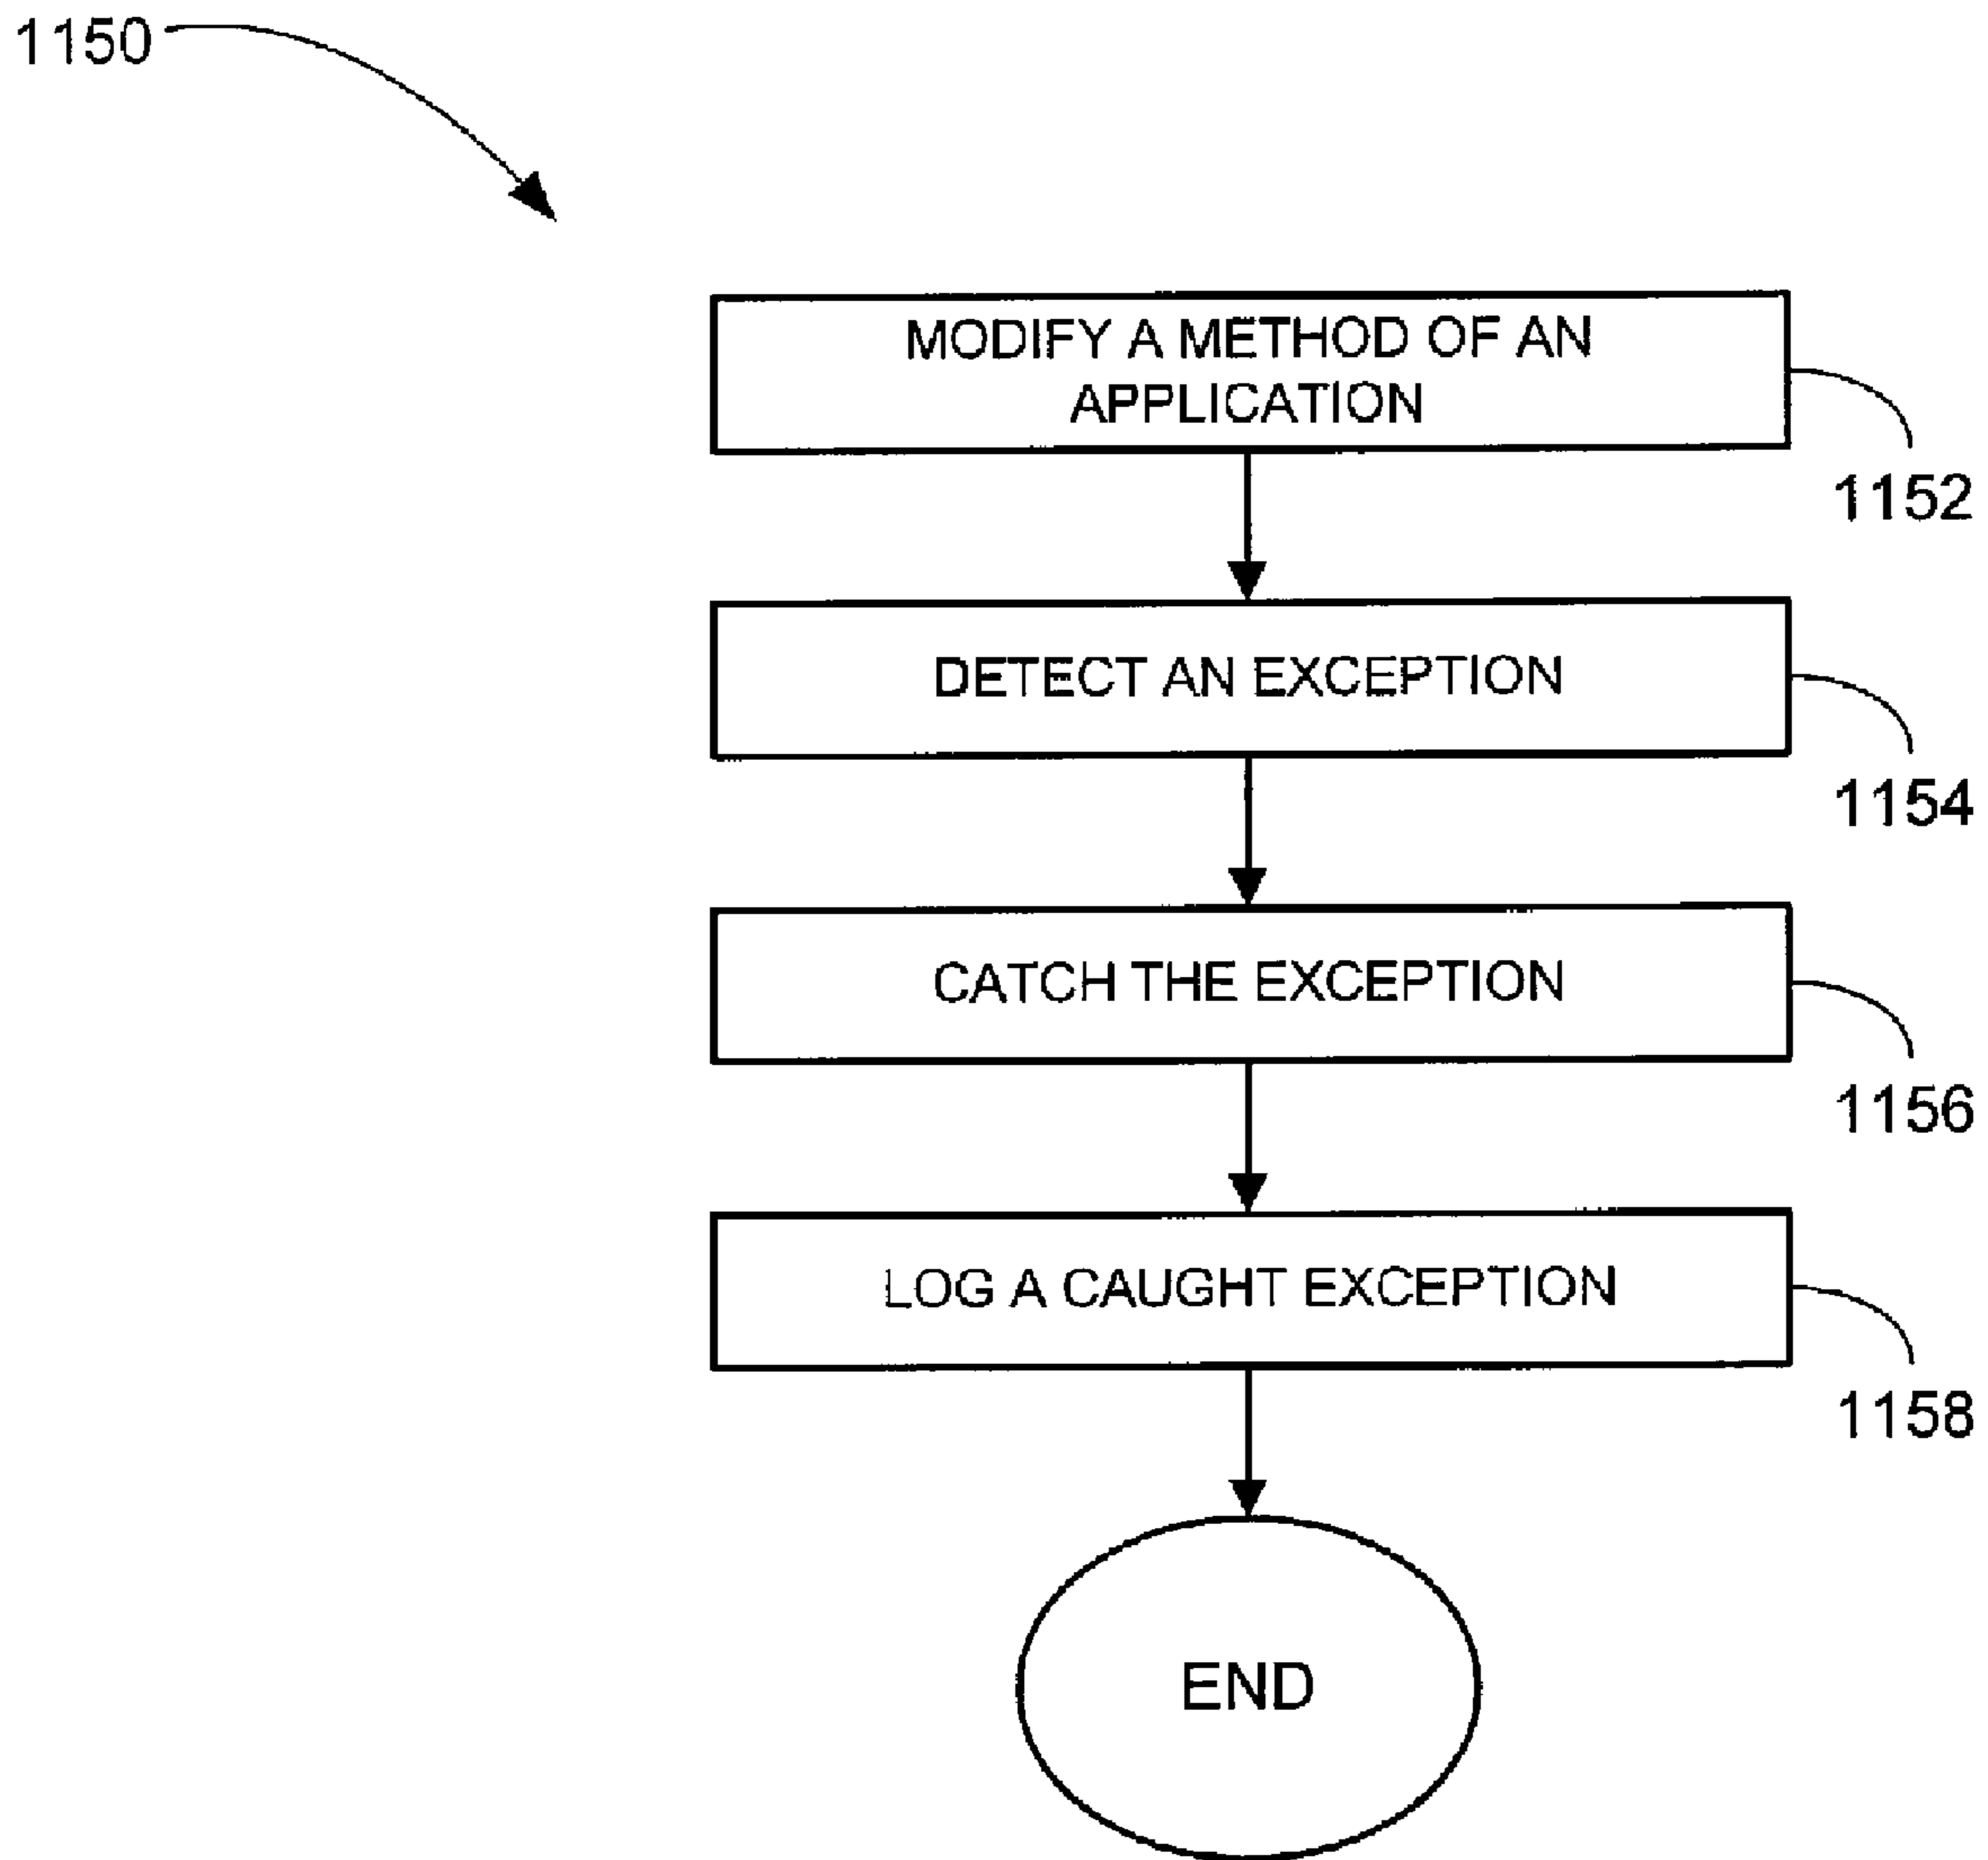 1150
MODIFY A METHOD OF AN
APPLICATION
1152
DETECT AN EXCEPTION
1154
CATCH THE EXCEPTION
1156
LOG A CAUGHT EXCEPTION
1158
END